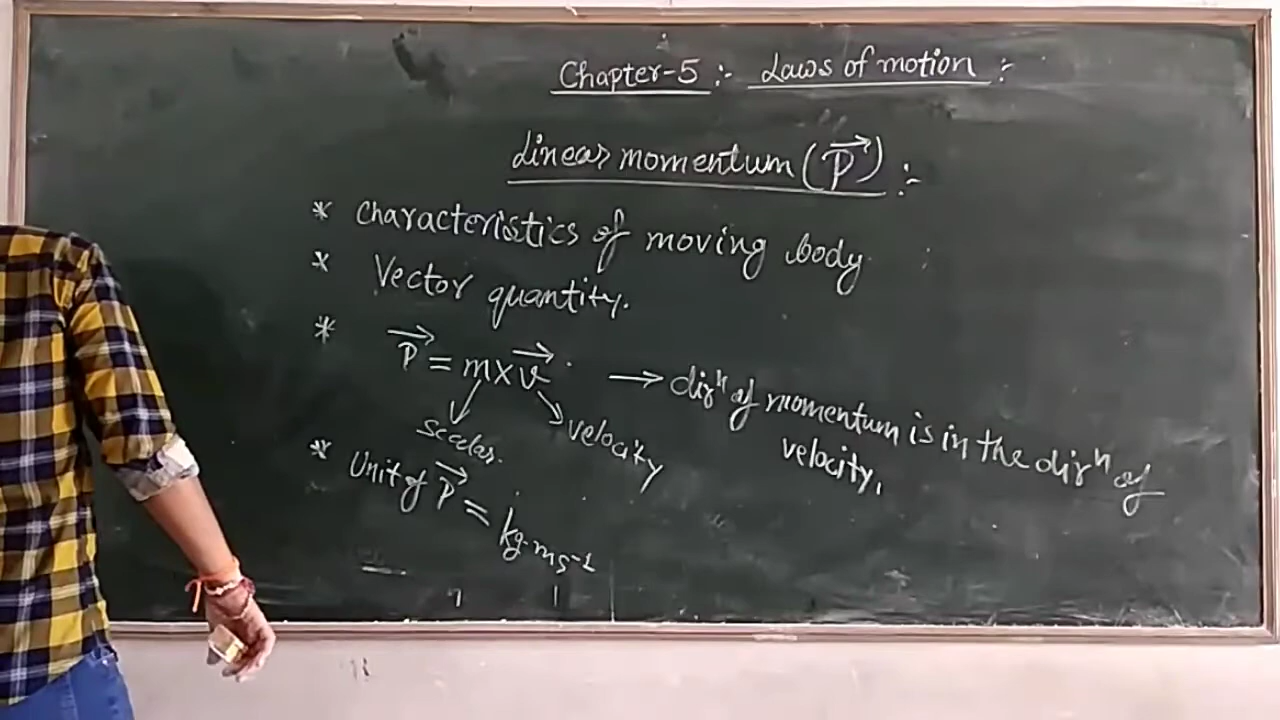 Chapter-5 :- Laws of motion :-
Linear momentum (P⃗) :-
* Characteristics of moving body
* Vector quantity.
* P⃗ = m×v⃗ → dirⁿ of momentum is in the dirⁿ of
velocity.
scalar. velocity
* Unit of P⃗ = kg.ms-1